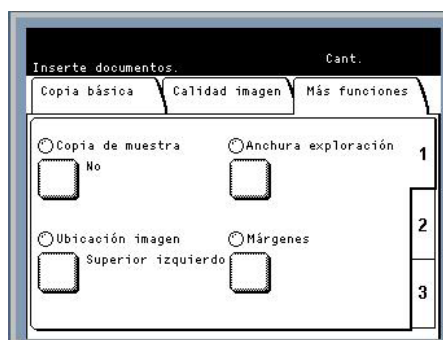 Cant.
Inserte documentos.
Copia básica Calidad imagen Más funciones
Copia de muestra Anchura exploración
No
1
2
Ubicación imagen Márgenes
Superior izquierdo
3